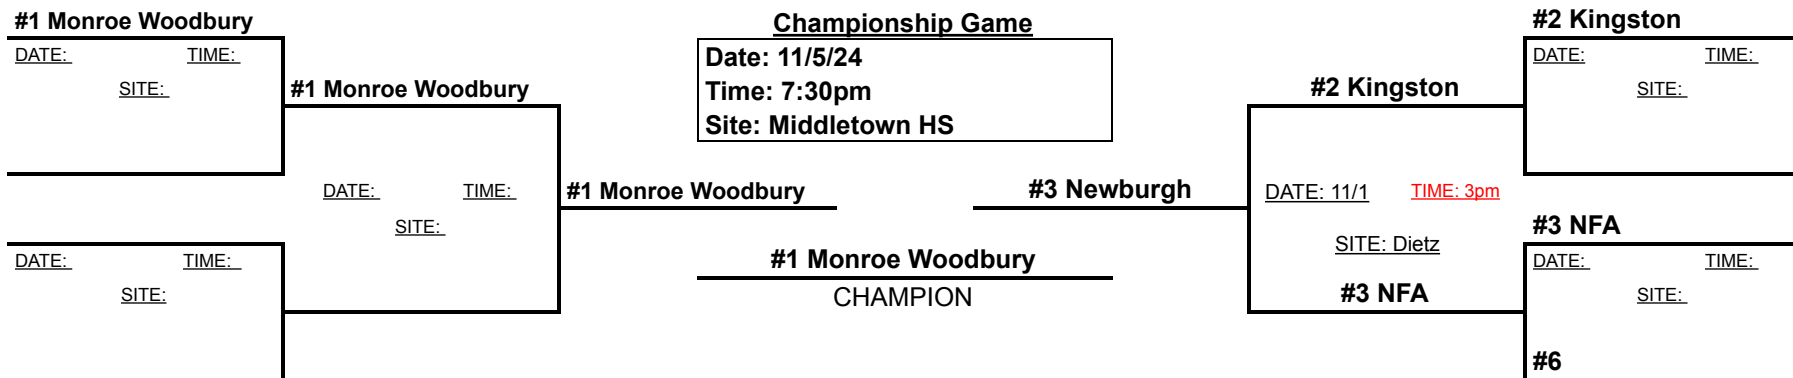 #1 Monroe Woodbury
DATE: TIME:
SITE:
#1 Monroe Woodbury
DATE: TIME:
SITE:
DATE: TIME:
SITE:
#1 Monroe Woodbury
Championship Game
Date: 11/5/24
Time: 7:30pm
Site: Middletown HS
#1 Monroe Woodbury
CHAMPION
#3 Newburgh
#2 Kingston
DATE: 11/1 TIME: 3pm
SITE: Dietz
#3 NFA
#2 Kingston
DATE: TIME:
SITE:
#3 NFA
DATE: TIME:
SITE:
#6